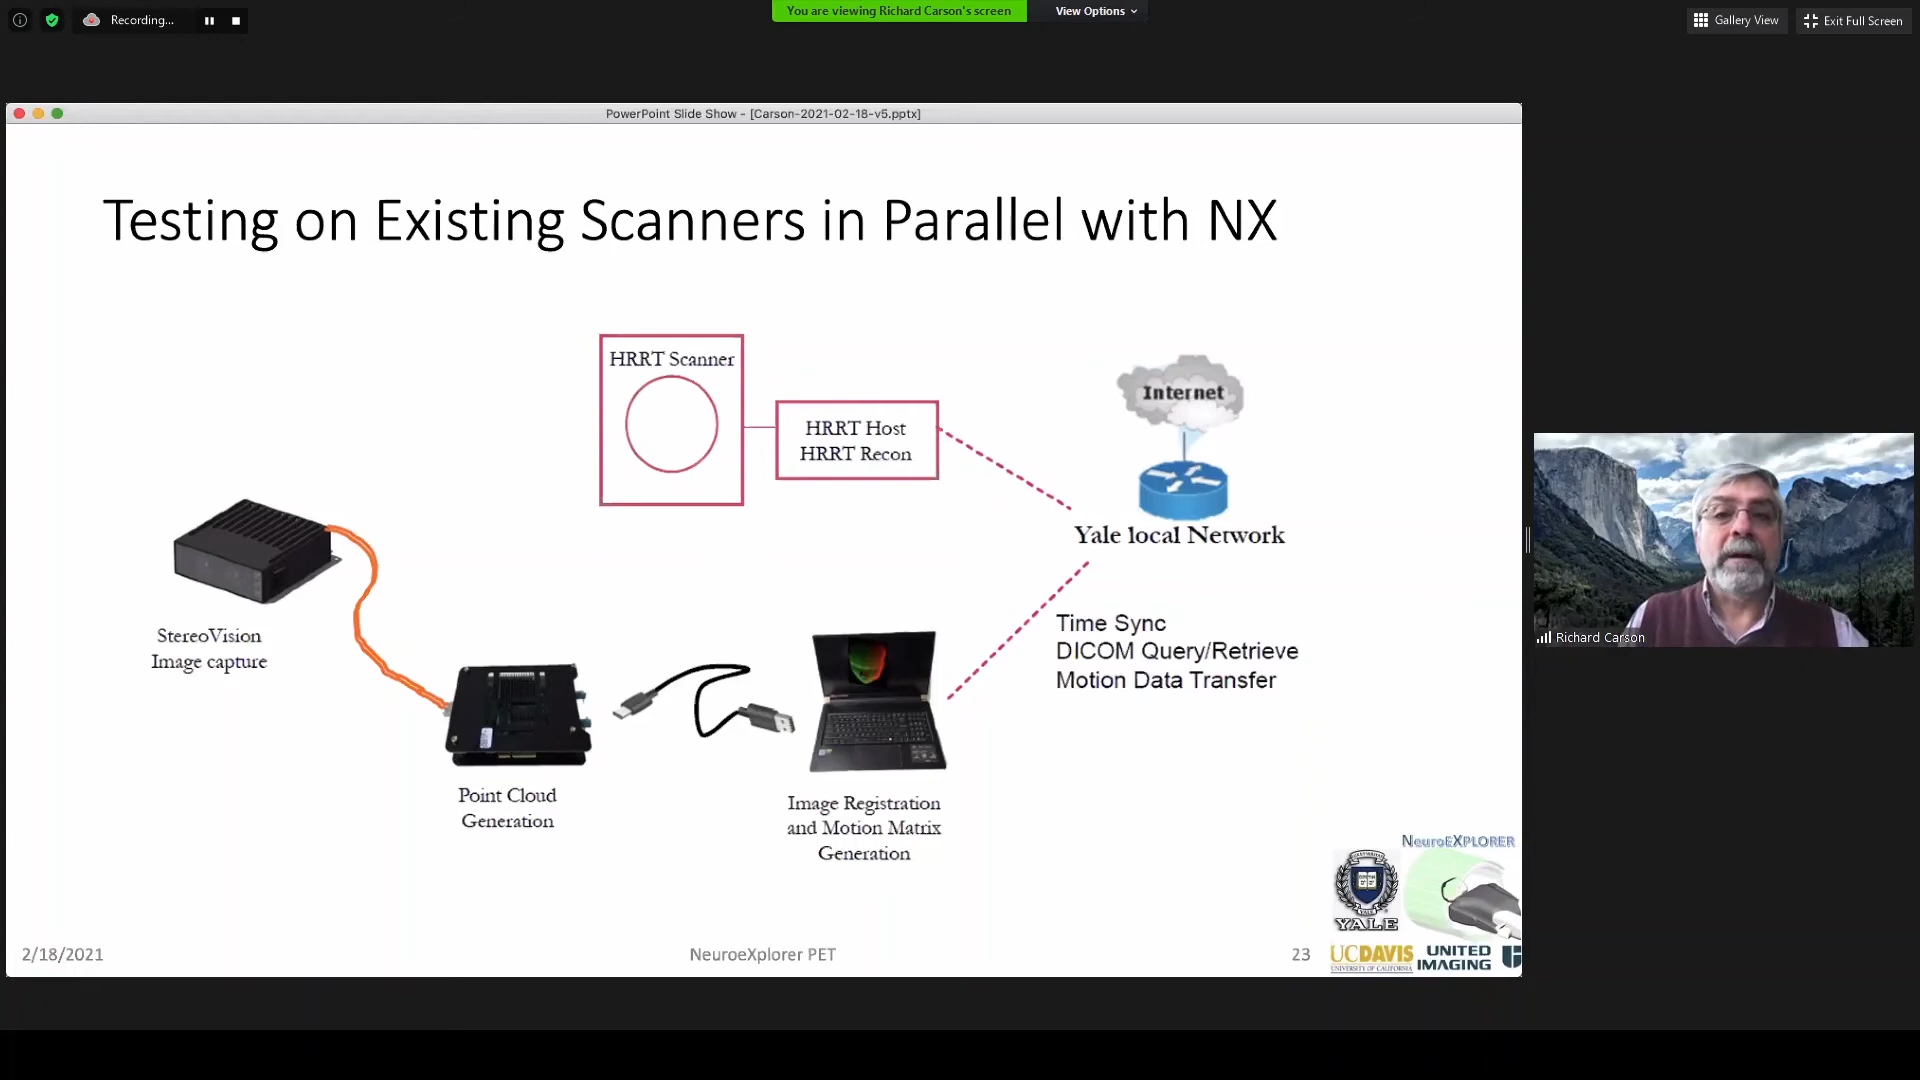 Recording...
You are viewing Richard Carson's screen
View Options
Gallery View
Exit Full Screen
PowerPoint Slide Show - [Carson-2021-02-18-v5.pptx]
Testing on Existing Scanners in Parallel with NX
HRRT Scanner
HRRT Host
HRRT Recon
Internet
Yale local Network
StereoVision
Image capture
Time Sync
DICOM Query/Retrieve
Motion Data Transfer
Point Cloud
Generation
Image Registration
and Motion Matrix
Generation
Richard Carson
NeuroEXPLORER
YALE
UCDAVIS
UNIVERSITY OF CALIFORNIA
UNITED
IMAGING
2/18/2021
NeuroeXplorer PET
23